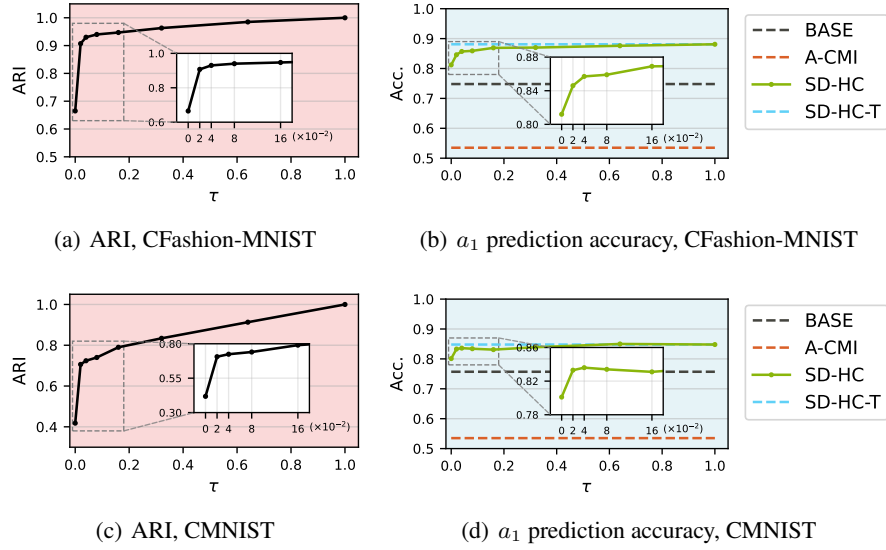 1.0
0.9
0.8
0.7
0.6
0.5
ARI
1.0
0.8
0.6
0 2 4 8 16 (×10⁻²)
0.0 0.2 0.4 0.6 0.8 1.0
τ
(a) ARI, CFashion-MNIST
1.0
0.9
0.8
0.7
0.6
0.5
Acc.
0.88
0.84
0.80
0 2 4 8 16 (×10⁻²)
0.0 0.2 0.4 0.6 0.8 1.0
τ
(b) a₁ prediction accuracy, CFashion-MNIST
BASE
A-CMI
SD-HC
SD-HC-T
1.0
0.8
0.6
0.4
ARI
0.80
0.55
0.30
0 2 4 8 16 (×10⁻²)
0.0 0.2 0.4 0.6 0.8 1.0
τ
(c) ARI, CMNIST
1.0
0.9
0.8
0.7
0.6
0.5
Acc.
0.86
0.82
0.78
0 2 4 8 16 (×10⁻²)
0.0 0.2 0.4 0.6 0.8 1.0
τ
(d) a₁ prediction accuracy, CMNIST
BASE
A-CMI
SD-HC
SD-HC-T